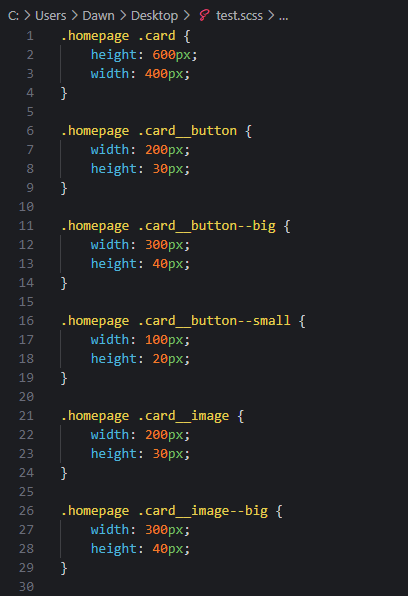 C: > Users > Dawn > Desktop > test.scss > ...
1 .homepage .card {
2     height: 600px;
3     width: 400px;
4 }
5
6 .homepage .card__button {
7     width: 200px;
8     height: 30px;
9 }
10
11 .homepage .card__button--big {
12     width: 300px;
13     height: 40px;
14 }
15
16 .homepage .card__button--small {
17     width: 100px;
18     height: 20px;
19 }
20
21 .homepage .card__image {
22     width: 200px;
23     height: 30px;
24 }
25
26 .homepage .card__image--big {
27     width: 300px;
28     height: 40px;
29 }
30